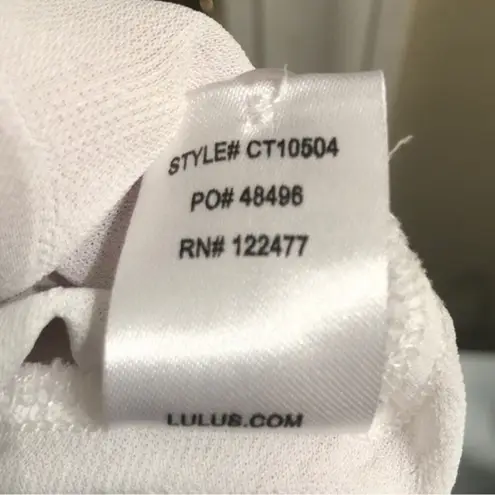 STYLE# CT10504
PO# 48496
RN# 122477
LULUS.COM